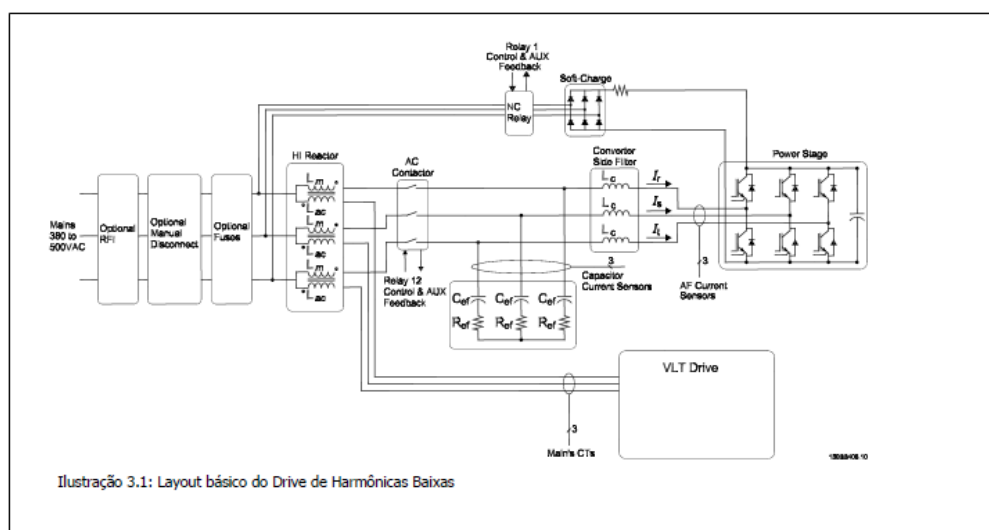 Relay 1
Control & AUX
Feedback
Soft-Charge
NC
Relay
HI Reactor
AC
Contactor
Converter
Side Filter
Power Stage
Lm
Lc
Ir
Mains
380 to
500VAC
Optional
RFI
Optional
Manual
Disconnect
Optional
Fuses
Lac
Lm
Lc
Is
Lac
Lm
Lc
It
Lac
Relay 12
Control & AUX
Feedback
3
Capacitor
Current Sensors
3
AF Current
Sensors
Cef Cef Cef
Ref Ref Ref
VLT Drive
3
Main's CTs
Ilustração 3.1: Layout básico do Drive de Harmônicas Baixas